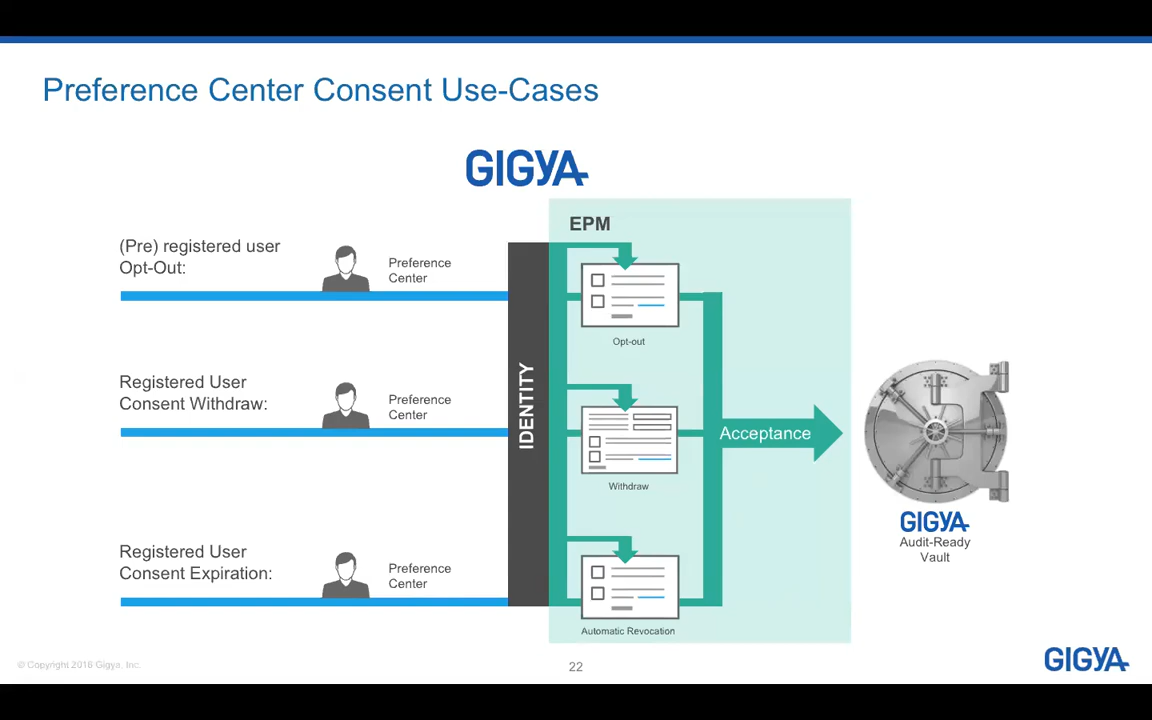 Preference Center Consent Use-Cases
GIGYA
EPM
(Pre) registered user
Opt-Out:
Preference
Center
Opt-out
Registered User
Consent Withdraw:
Preference
Center
IDENTITY
Acceptance
Withdraw
GIGYA
Audit-Ready
Vault
Registered User
Consent Expiration:
Preference
Center
Automatic Revocation
© Copyright 2016 Gigya, Inc.
22
GIGYA